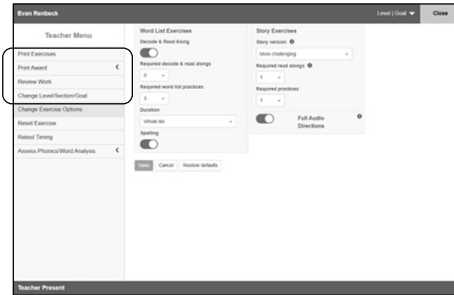 Evan Renbeck
Level | Goal
Close
Teacher Menu
Print Exercises
Print Award
Review Work
Change Level/Section/Goal
Change Exercise Options
Reset Exercise
Retest Timing
Assess Phonics/Word Analysis
Word List Exercises
Decode & Read Along
Required decode & read alongs
0
Required word list practices
3
Duration
Whole list
Spelling
Save
Cancel
Restore defaults
Story Exercises
Story version
More challenging
Required read alongs
1
Required practices
3
Full Audio
Directions
Teacher Present